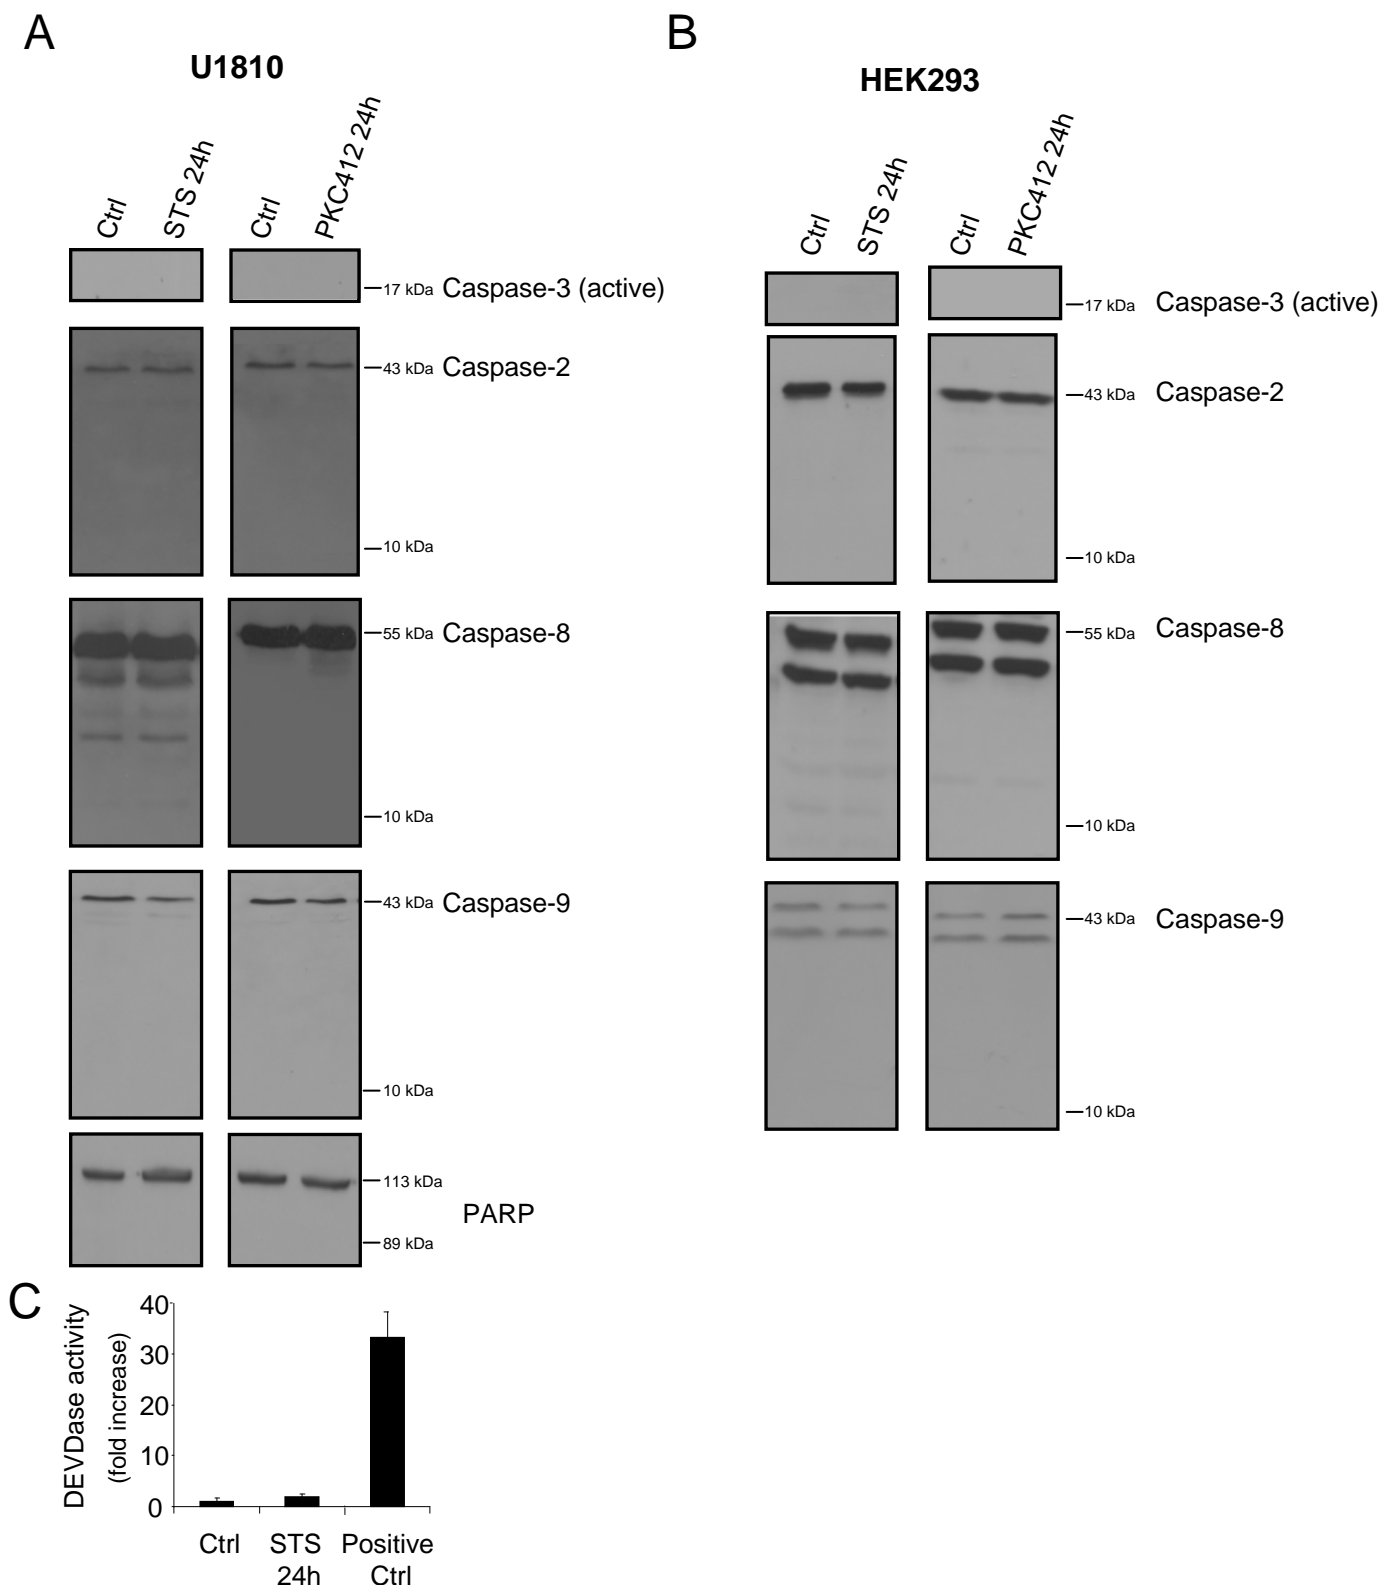 A
U1810
Ctrl
STS 24h
Ctrl
PKC412 24h
17 kDa Caspase-3 (active)
43 kDa Caspase-2
10 kDa
55 kDa Caspase-8
10 kDa
43 kDa Caspase-9
10 kDa
113 kDa
PARP
89 kDa
B
HEK293
Ctrl
STS 24h
Ctrl
PKC412 24h
17 kDa Caspase-3 (active)
43 kDa Caspase-2
10 kDa
55 kDa Caspase-8
10 kDa
43 kDa Caspase-9
10 kDa
C
DEVDase activity
(fold increase)
40
30
20
10
0
Ctrl
STS
24h
Positive
Ctrl